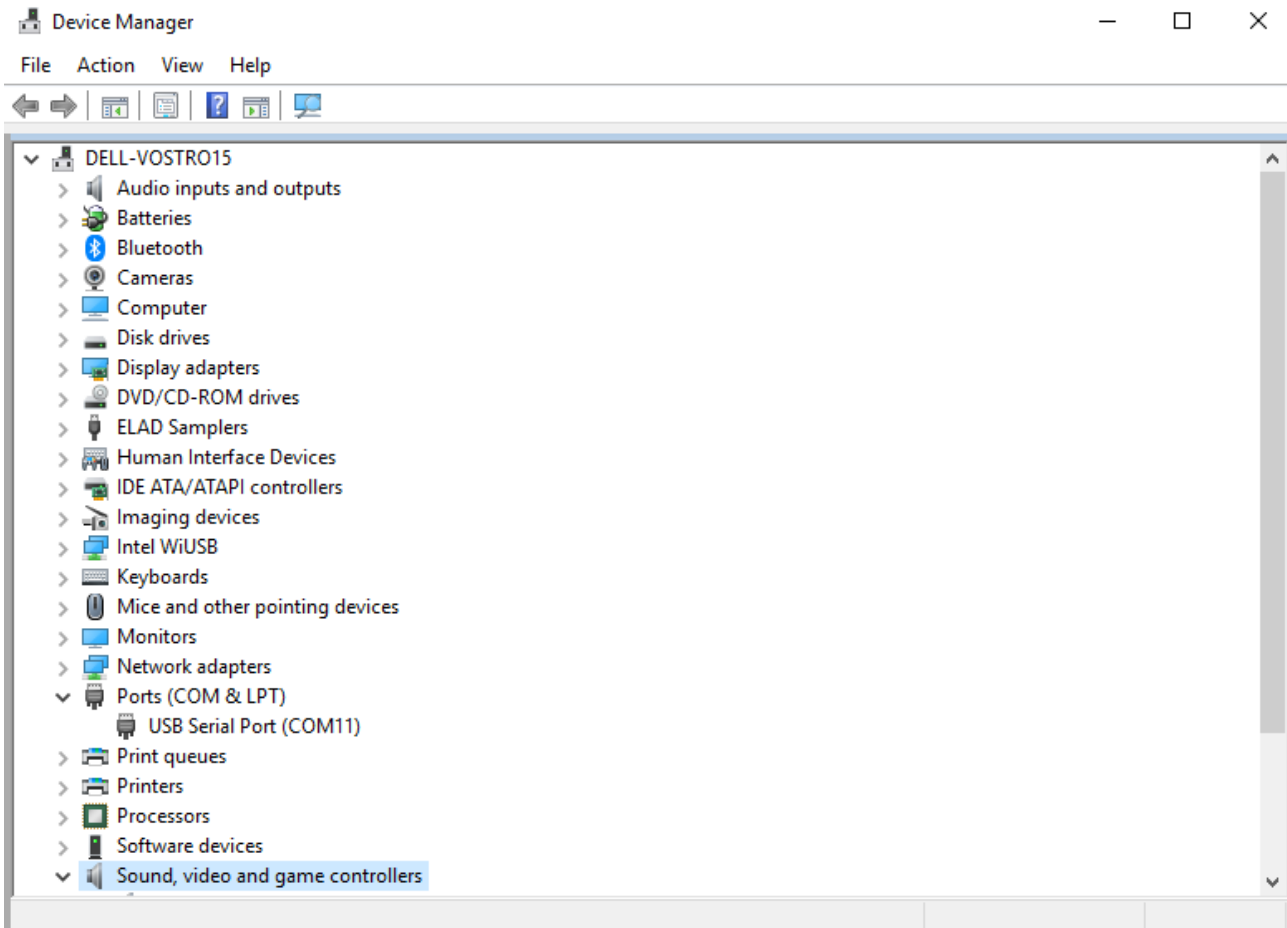 Device Manager
File Action View Help
DELL-VOSTRO15
Audio inputs and outputs
Batteries
Bluetooth
Cameras
Computer
Disk drives
Display adapters
DVD/CD-ROM drives
ELAD Samplers
Human Interface Devices
IDE ATA/ATAPI controllers
Imaging devices
Intel WiUSB
Keyboards
Mice and other pointing devices
Monitors
Network adapters
Ports (COM & LPT)
USB Serial Port (COM11)
Print queues
Printers
Processors
Software devices
Sound, video and game controllers